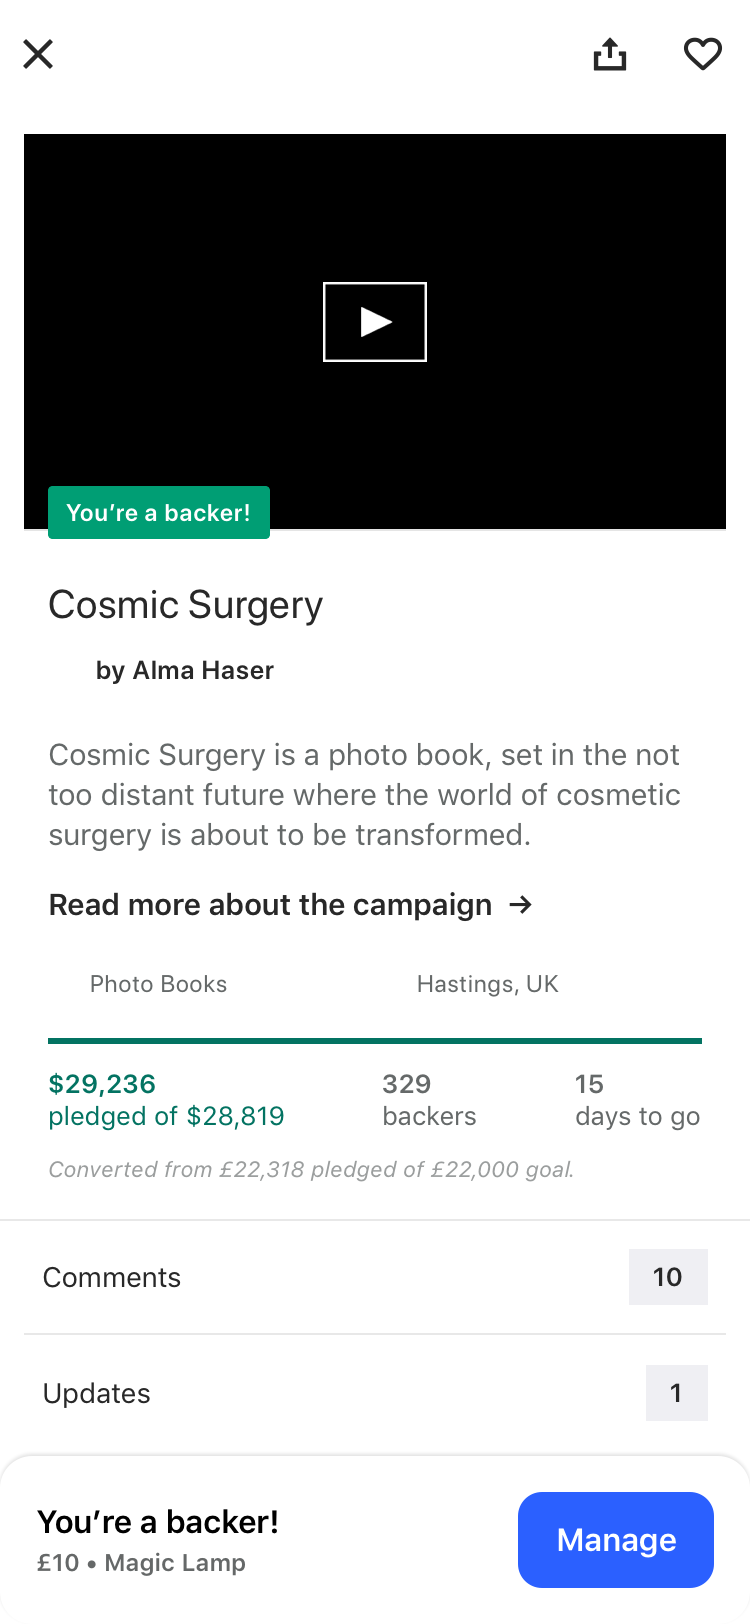 You’re a backer!
Cosmic Surgery
by Alma Haser
Cosmic Surgery is a photo book, set in the not
too distant future where the world of cosmetic
surgery is about to be transformed.
Read more about the campaign →
Photo Books
Hastings, UK
$29,236
pledged of $28,819
329
backers
15
days to go
Converted from £22,318 pledged of £22,000 goal.
Comments
10
Updates
1
You’re a backer!
£10 • Magic Lamp
Manage